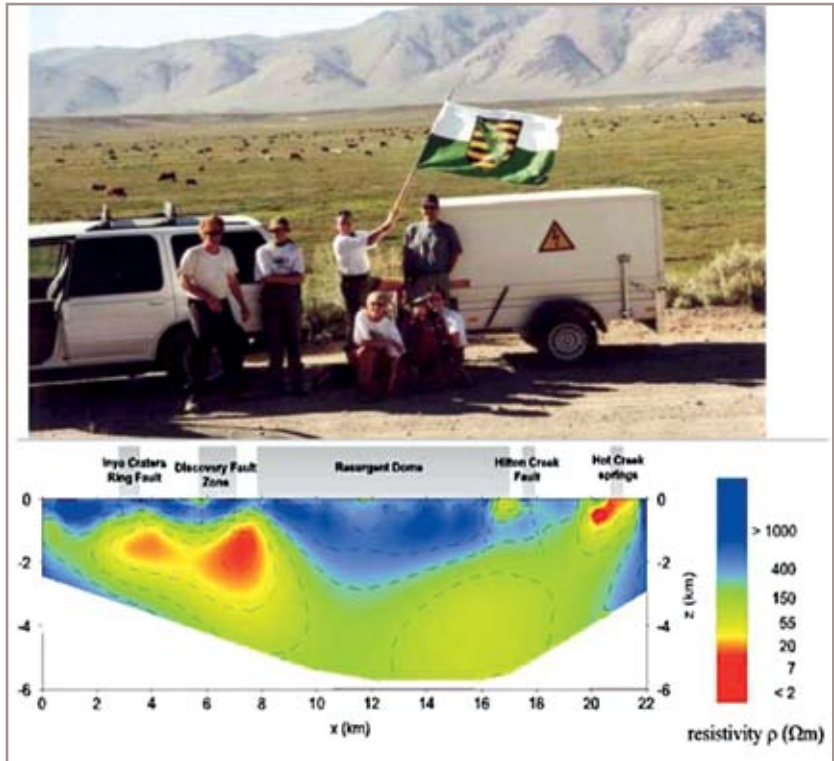 Inyo Craters
Ring Fault
Discovery Fault
Zone
Resurgent Dome
Hilton Creek
Fault
Hot Creek
springs
0
-2
-4
-6
0 2 4 6 8 10 12 14 16 18 20 22
x (km)
0
-2
-4
-6
z (km)
> 1000
400
150
55
20
7
< 2
resistivity ρ (Ωm)